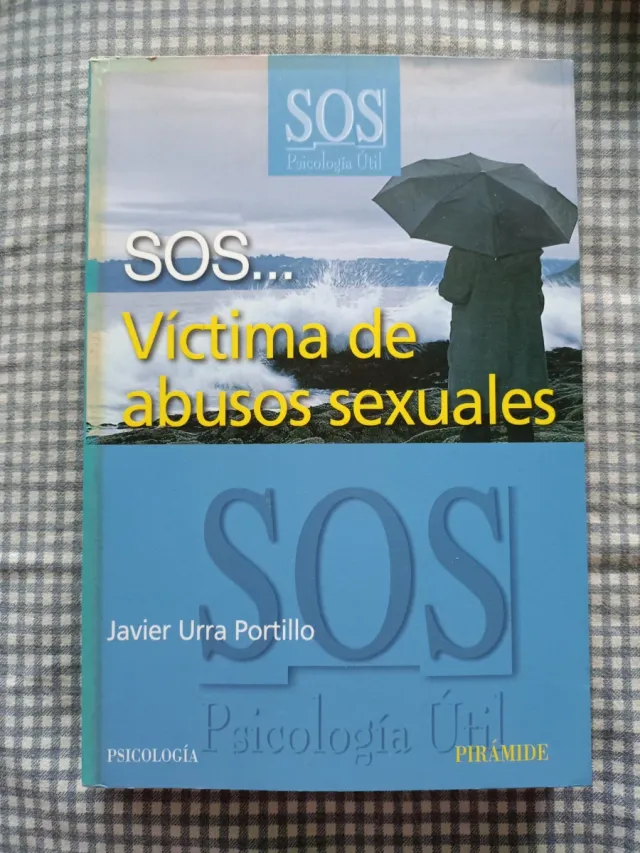 SOS
Psicología Útil
SOS...
Víctima de
abusos sexuales
SOS
Javier Urra Portillo
Psicología Útil
PSICOLOGÍA
PIRÁMIDE